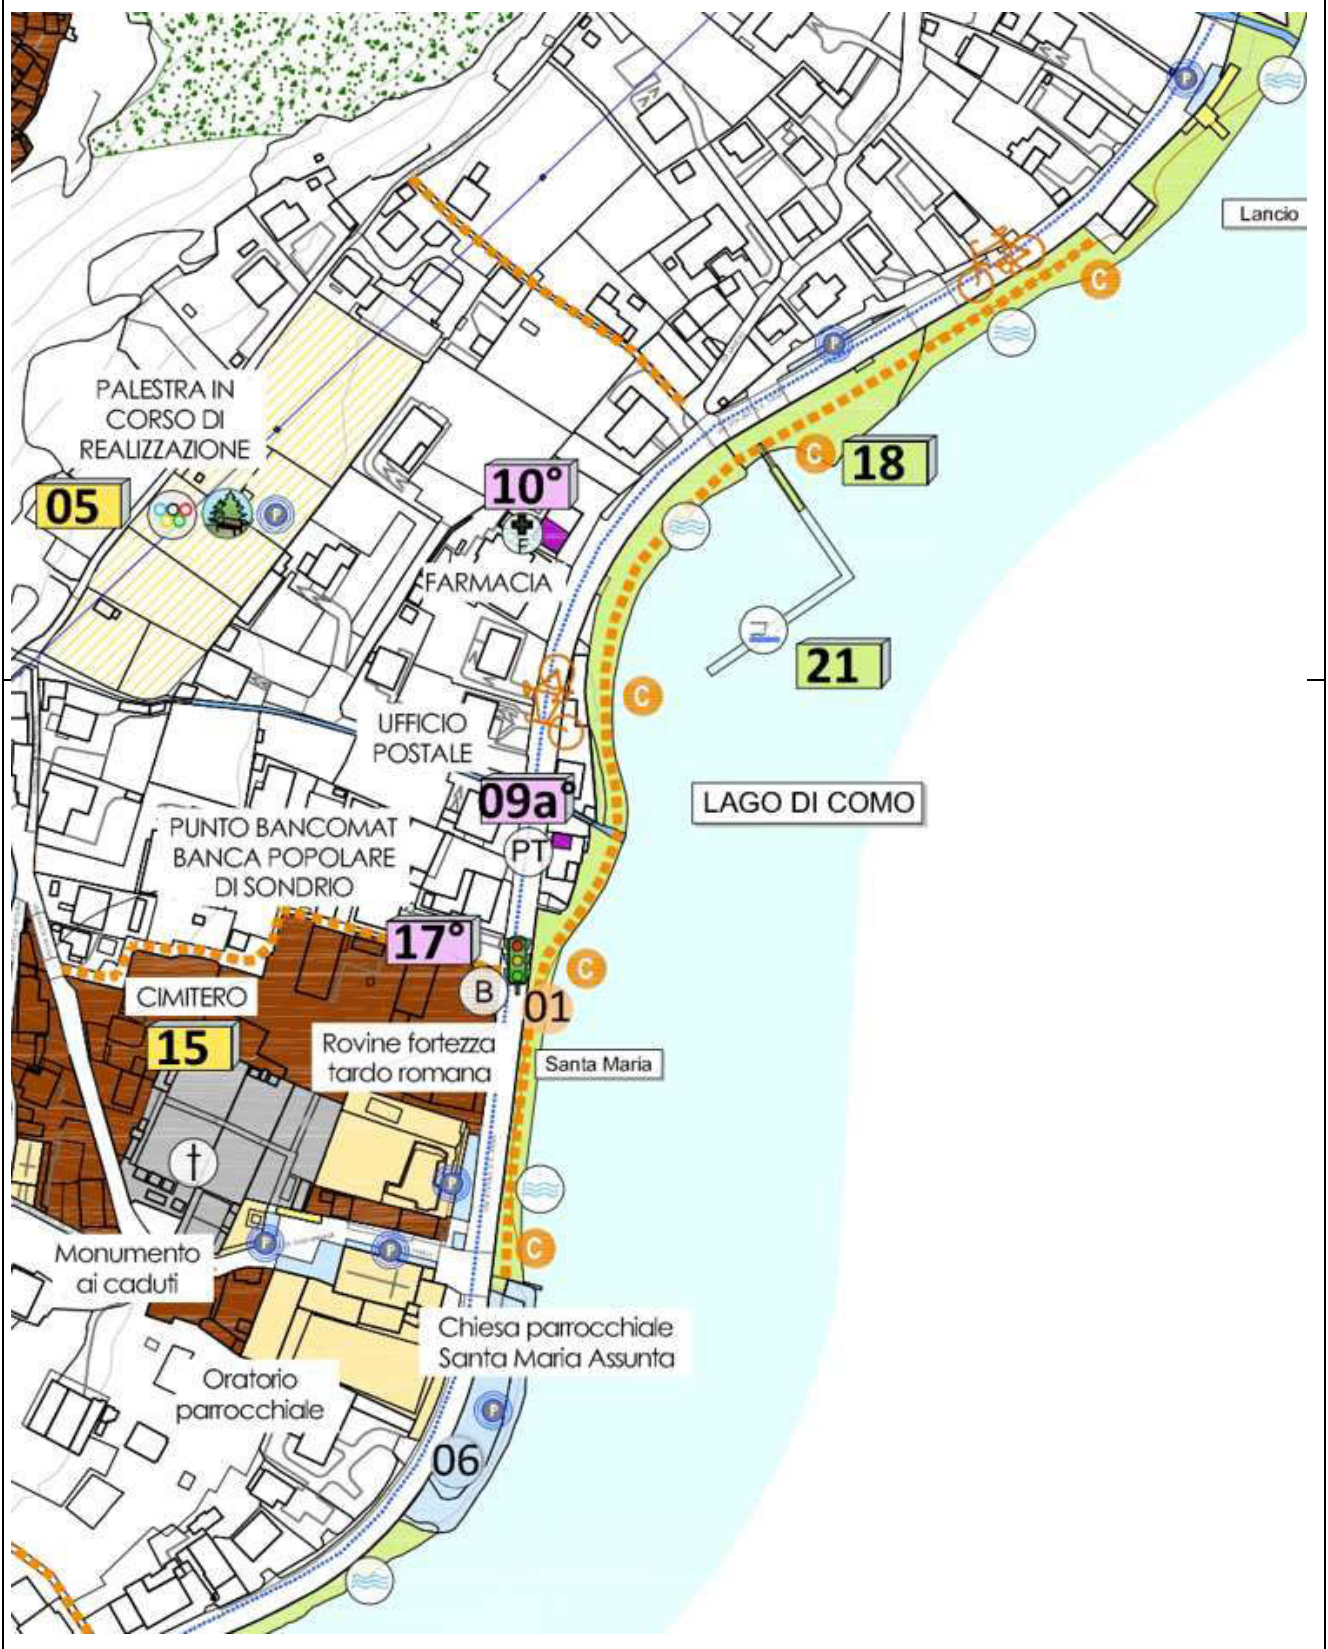 P
Lancio
C
P
PALESTRA IN
CORSO DI
REALIZZAZIONE
C
18
10°
05
P
F
FARMACIA
21
C
UFFICIO
POSTALE
09a°
LAGO DI COMO
PUNTO BANCOMAT
BANCA POPOLARE
DI SONDRIO
PT
17°
C
CIMITERO
B
01
15
Rovine fortezza
tardo romana
Santa Maria
P
Monumento
ai caduti
P
P
C
Chiesa parrocchiale
Santa Maria Assunta
Oratorio
parrocchiale
P
06